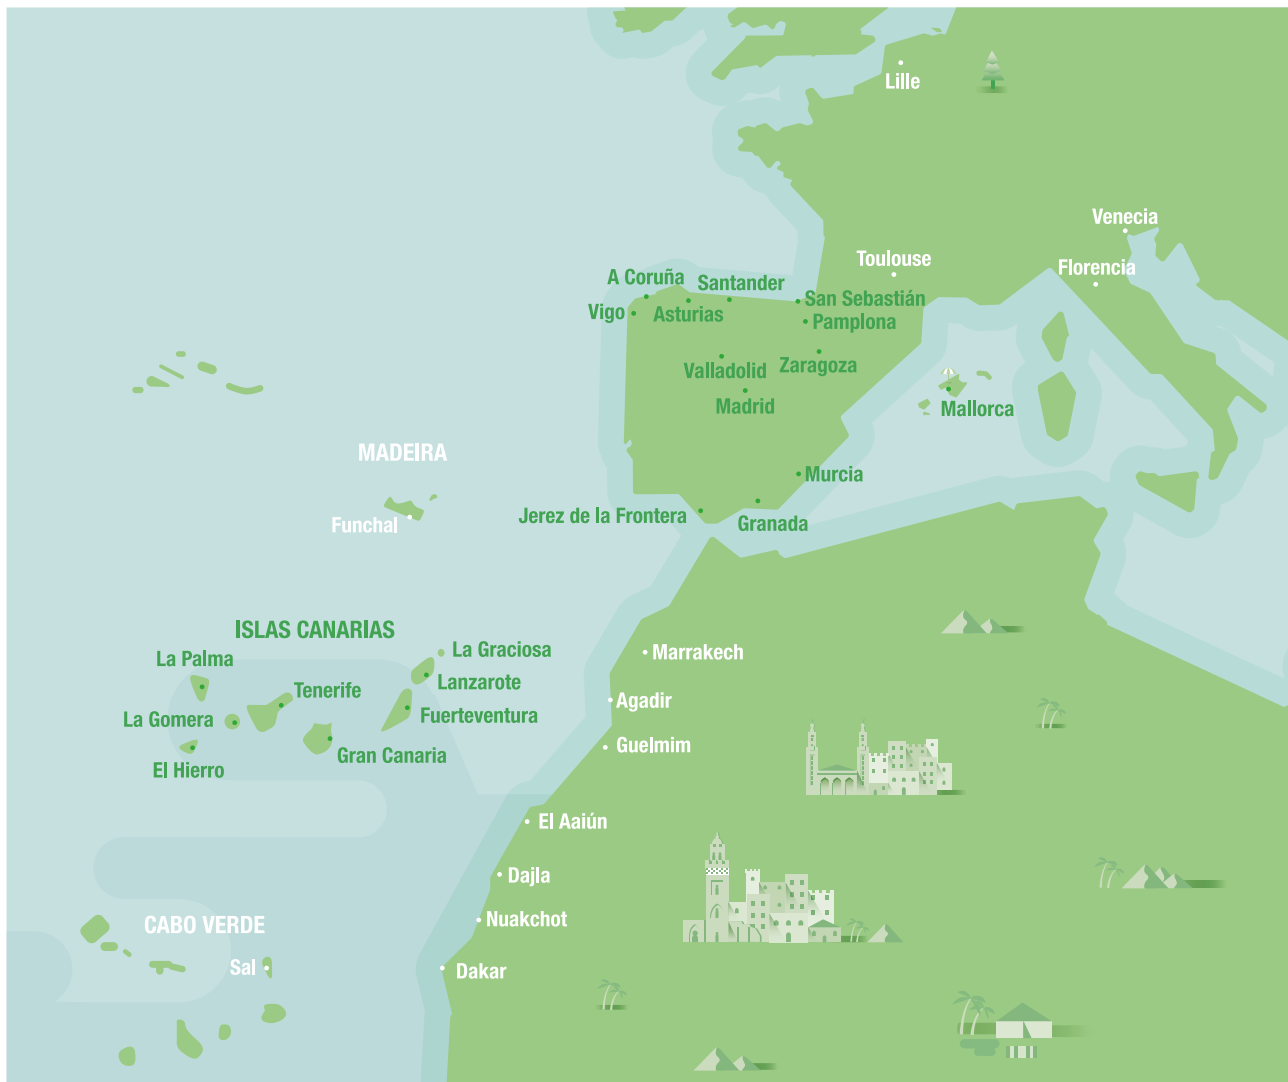 Lille
Venecia
Toulouse
Florencia
A Coruña
Santander
San Sebastián
Vigo
Asturias
Pamplona
Valladolid
Zaragoza
Madrid
Mallorca
MADEIRA
Murcia
Funchal
Jerez de la Frontera
Granada
ISLAS CANARIAS
La Palma
La Graciosa
Marrakech
Lanzarote
Tenerife
Agadir
La Gomera
Fuerteventura
Guelmim
El Hierro
Gran Canaria
El Aaiún
Dajla
CABO VERDE
Nuakchot
Sal
Dakar